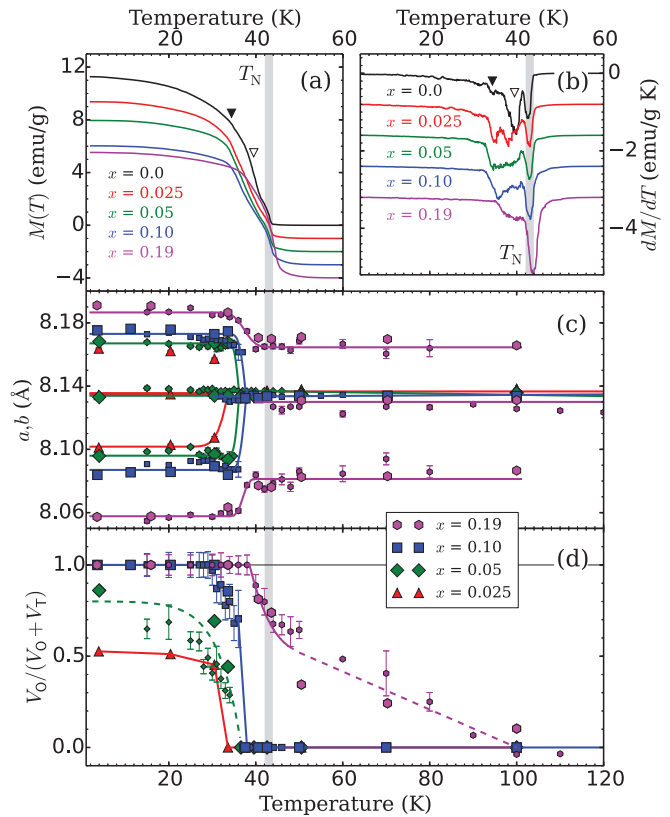 Temperature (K)
Temperature (K)
0 20 40 60
0 20 40 60
12
8
4
0
−4
M(T) (emu/g)
T_N
(a)
x = 0.0
x = 0.025
x = 0.05
x = 0.10
x = 0.19
(b)
x = 0.0
x = 0.025
x = 0.05
x = 0.10
x = 0.19
T_N
0
−2
−4
dM/dT (emu/g K)
(c)
8.18
8.14
8.10
8.06
a,b (Å)
x = 0.19
x = 0.10
x = 0.05
x = 0.025
(d)
1.0
0.5
0.0
V_O/(V_O + V_T)
20 40 60 80 100 120
Temperature (K)